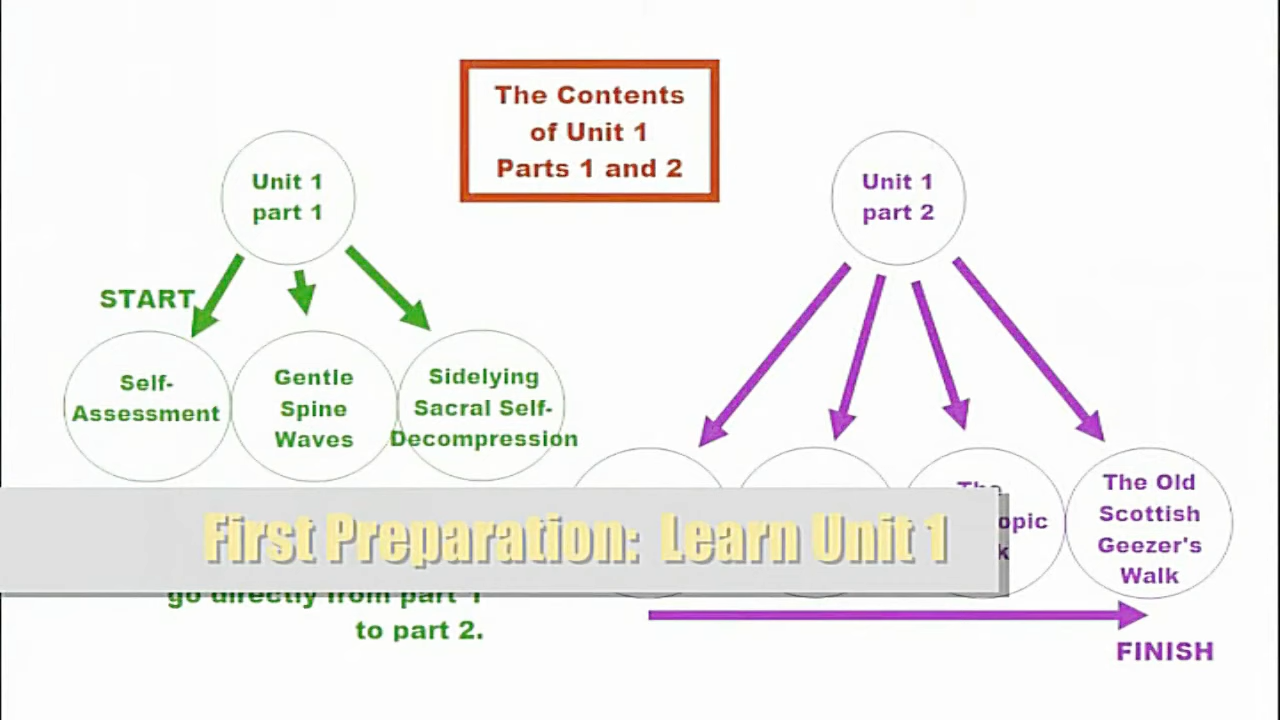 The Contents
of Unit 1
Parts 1 and 2
Unit 1
part 1
START
Self-
Assessment
Gentle
Spine
Waves
Sidelying
Sacral Self-
Decompression
Unit 1
part 2
The Old
Scottish
Geezer's
Walk
First Preparation: Learn Unit 1
go directly from part 1
to part 2.
FINISH